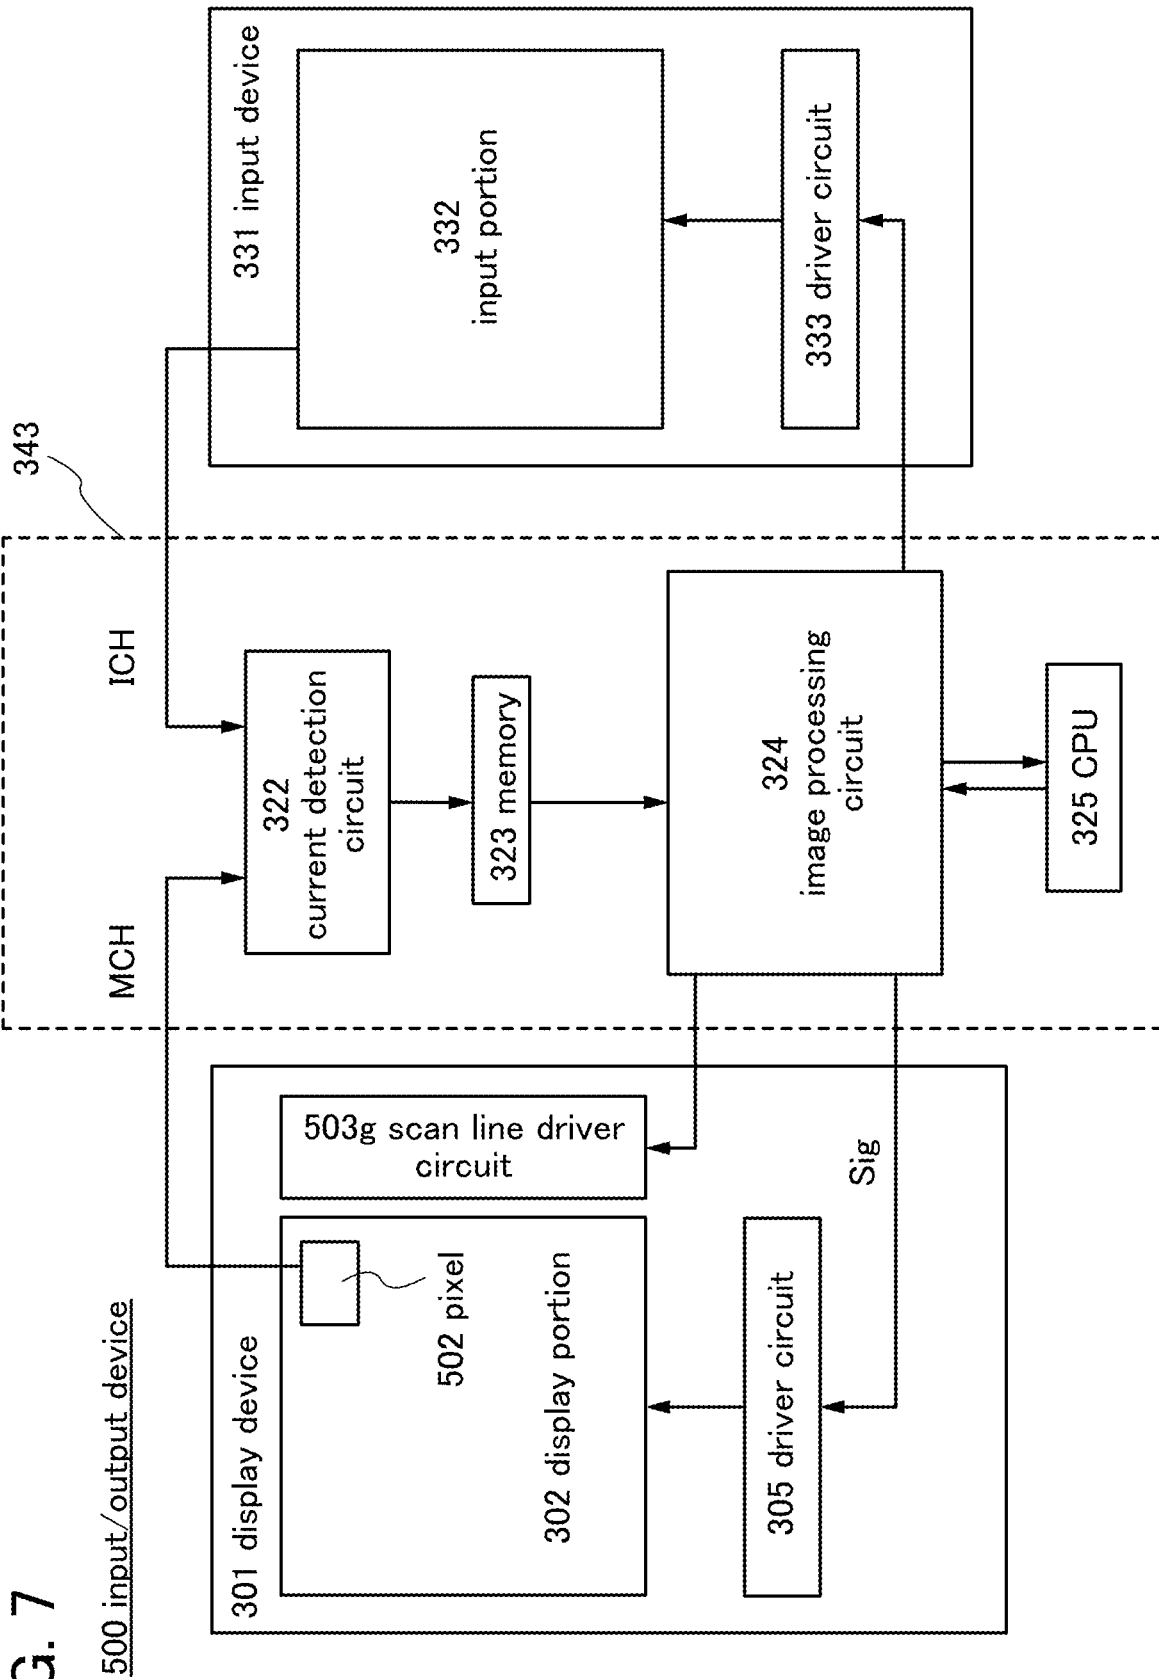 G. 7
500 input/output device
301 display device
502 pixel
302 display portion
503g scan line driver
circuit
305 driver circuit
Sig
MCH
ICH
343
322
current detection
circuit
323 memory
324
image processing
circuit
325 CPU
331 input device
332
input portion
333 driver circuit